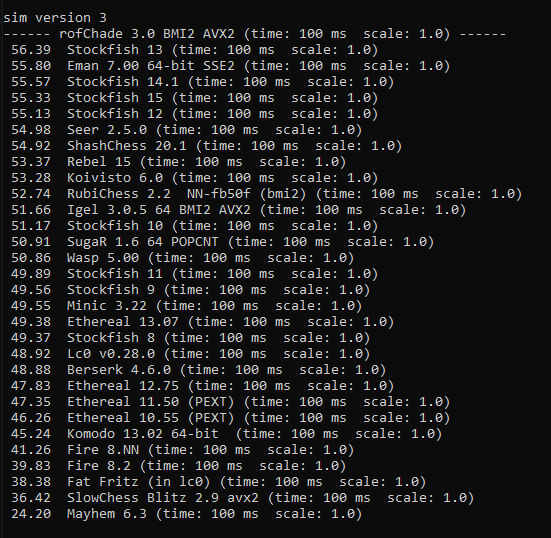 sim version 3
------ rofChade 3.0 BMI2 AVX2 (time: 100 ms  scale: 1.0) ------
 56.39  Stockfish 13 (time: 100 ms  scale: 1.0)
 55.80  Eman 7.00 64-bit SSE2 (time: 100 ms  scale: 1.0)
 55.57  Stockfish 14.1 (time: 100 ms  scale: 1.0)
 55.33  Stockfish 15 (time: 100 ms  scale: 1.0)
 55.13  Stockfish 12 (time: 100 ms  scale: 1.0)
 54.98  Seer 2.5.0 (time: 100 ms  scale: 1.0)
 54.92  ShashChess 20.1 (time: 100 ms  scale: 1.0)
 53.37  Rebel 15 (time: 100 ms  scale: 1.0)
 53.28  Koivisto 6.0 (time: 100 ms  scale: 1.0)
 52.74  RubiChess 2.2  NN-fb50f (bmi2) (time: 100 ms  scale: 1.0)
 51.66  Igel 3.0.5 64 BMI2 AVX2 (time: 100 ms  scale: 1.0)
 51.17  Stockfish 10 (time: 100 ms  scale: 1.0)
 50.91  SugaR 1.6 64 POPCNT (time: 100 ms  scale: 1.0)
 50.86  Wasp 5.00 (time: 100 ms  scale: 1.0)
 49.89  Stockfish 11 (time: 100 ms  scale: 1.0)
 49.56  Stockfish 9 (time: 100 ms  scale: 1.0)
 49.55  Minic 3.22 (time: 100 ms  scale: 1.0)
 49.38  Ethereal 13.07 (time: 100 ms  scale: 1.0)
 49.37  Stockfish 8 (time: 100 ms  scale: 1.0)
 48.92  Lc0 v0.28.0 (time: 100 ms  scale: 1.0)
 48.88  Berserk 4.6.0 (time: 100 ms  scale: 1.0)
 47.83  Ethereal 12.75 (time: 100 ms  scale: 1.0)
 47.35  Ethereal 11.50 (PEXT) (time: 100 ms  scale: 1.0)
 46.26  Ethereal 10.55 (PEXT) (time: 100 ms  scale: 1.0)
 45.24  Komodo 13.02 64-bit  (time: 100 ms  scale: 1.0)
 41.26  Fire 8.NN (time: 100 ms  scale: 1.0)
 39.83  Fire 8.2 (time: 100 ms  scale: 1.0)
 38.38  Fat Fritz (in lc0) (time: 100 ms  scale: 1.0)
 36.42  SlowChess Blitz 2.9 avx2 (time: 100 ms  scale: 1.0)
 24.20  Mayhem 6.3 (time: 100 ms  scale: 1.0)